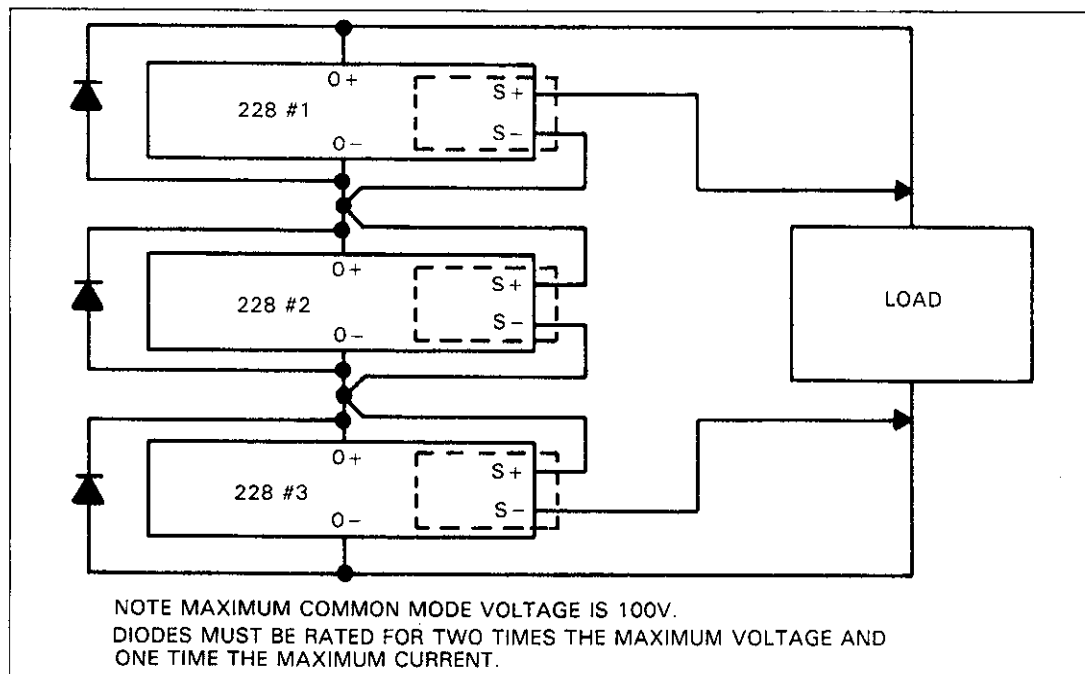 O+
S+
228 #1
S-
O-
O+
S+
228 #2
S-
O-
LOAD
O+
S+
228 #3
S-
O-
NOTE MAXIMUM COMMON MODE VOLTAGE IS 100V.
DIODES MUST BE RATED FOR TWO TIMES THE MAXIMUM VOLTAGE AND
ONE TIME THE MAXIMUM CURRENT.